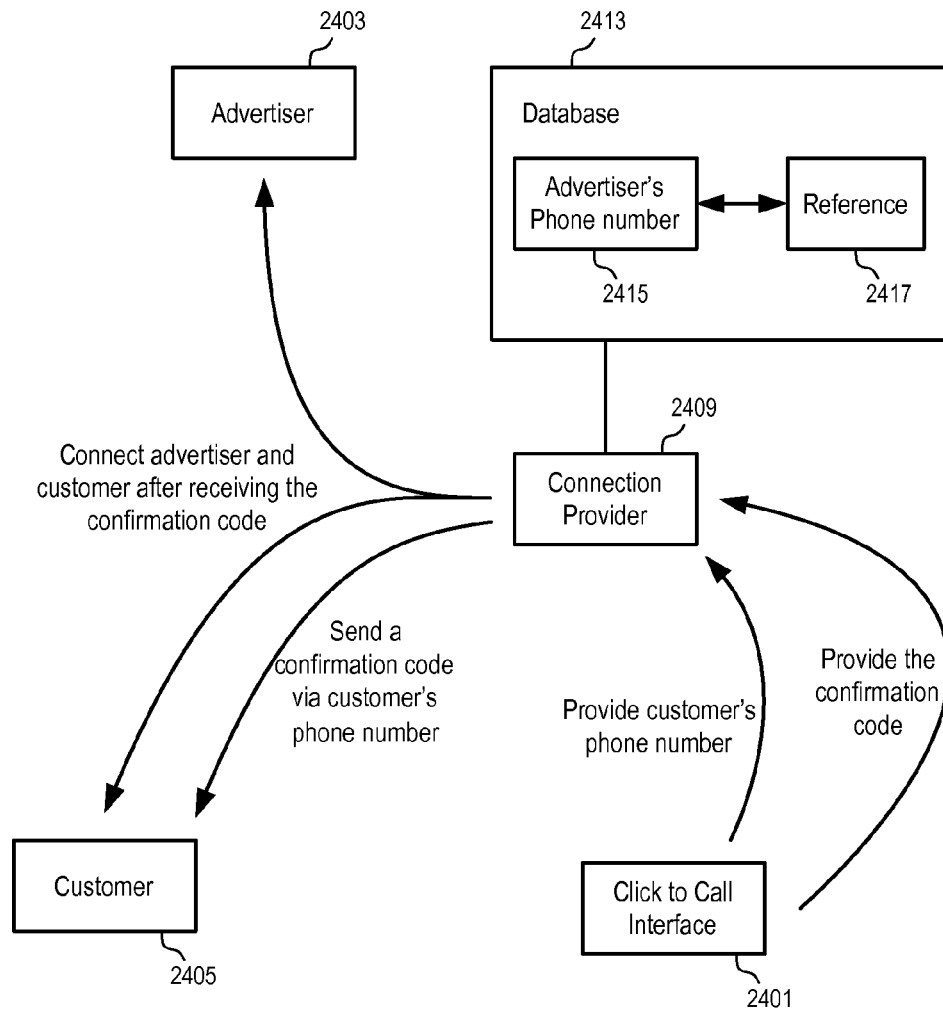 2403
Advertiser
2413
Database
Advertiser's
Phone number
Reference
2415
2417
2409
Connection
Provider
Connect advertiser and
customer after receiving the
confirmation code
Send a
confirmation code
via customer's
phone number
Provide customer's
phone number
Provide the
confirmation
code
Customer
2405
Click to Call
Interface
2401